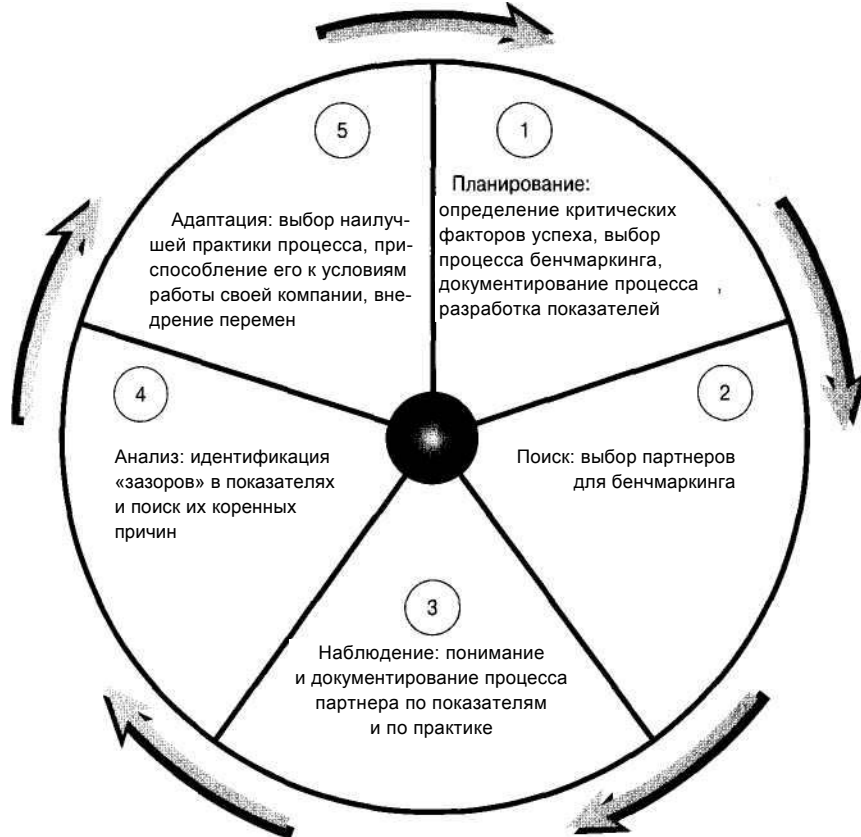 1
Планирование:
определение критических
факторов успеха, выбор
процесса бенчмаркинга,
документирование процесса
разработка показателей
2
Поиск: выбор партнеров
для бенчмаркинга
3
Наблюдение: понимание
и документирование процесса
партнера по показателям
и по практике
4
Анализ: идентификация
«зазоров» в показателях
и поиск их коренных
причин
5
Адаптация: выбор наилуч-
шей практики процесса, при-
способление его к условиям
работы своей компании, вне-
дрение перемен